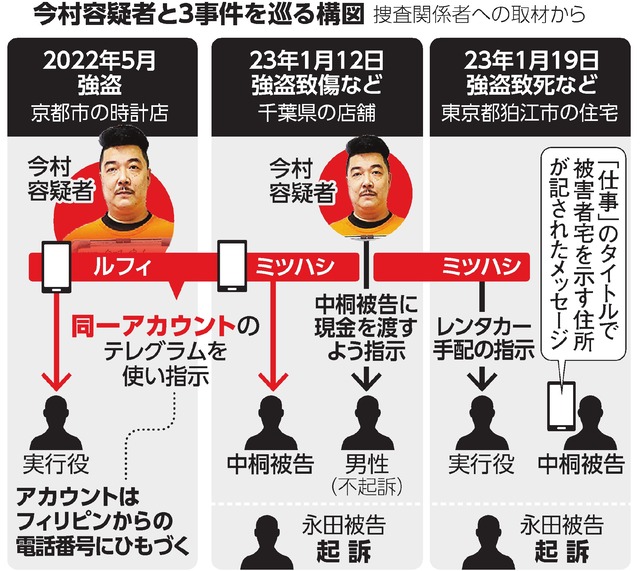 今村容疑者と3事件を巡る構図 捜査関係者への取材から
2022年5月
強盗
京都市の時計店
今村
容疑者
ルフィ
同一アカウントの
テレグラムを
使い指示
実行役
アカウントは
フィリピンからの
電話番号にひもづく
23年1月12日
強盗致傷など
千葉県の店舗
今村
容疑者
ミツハシ
中桐被告に
現金を渡す
よう指示
中桐被告
男性
(不起訴)
永田被告
起訴
23年1月19日
強盗致死など
東京都狛江市の住宅
ミツハシ
レンタカー
手配の指示
「仕事」のタイトルで
被害者宅を示す住所
が記されたメッセージ
実行役
中桐被告
永田被告
起訴